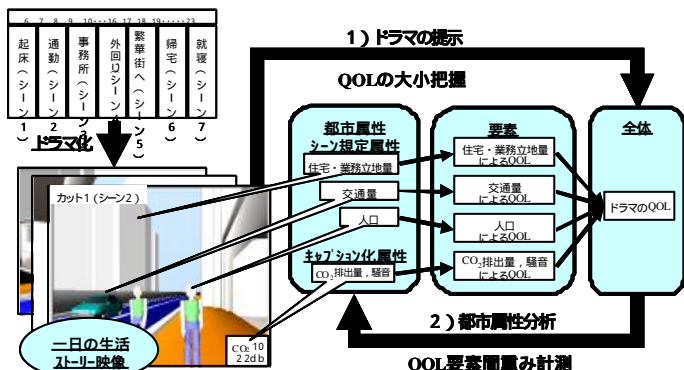 6 7 8 9 10・・・16 17 18 19・・・・・23
起床(シーン1)
通勤(シーン2)
事務所(シーン3)
外回り(シーン4)
繁華街へ(シーン5)
帰宅(シーン6)
就寝(シーン7)
ドラマ化
1)ドラマの提示
QOLの大小把握
カット1(シーン2)
CO₂ 10
22db
一日の生活
ストーリー映像
都市属性
シーン規定属性
住宅・業務立地量
交通量
人口
キャプション化属性
CO₂排出量,騒音
要素
住宅・業務立地量
によるQOL
交通量
によるQOL
人口
によるQOL
CO₂排出量,騒音
によるQOL
全体
ドラマのQOL
2)都市属性分析
QOL要素間重み計測